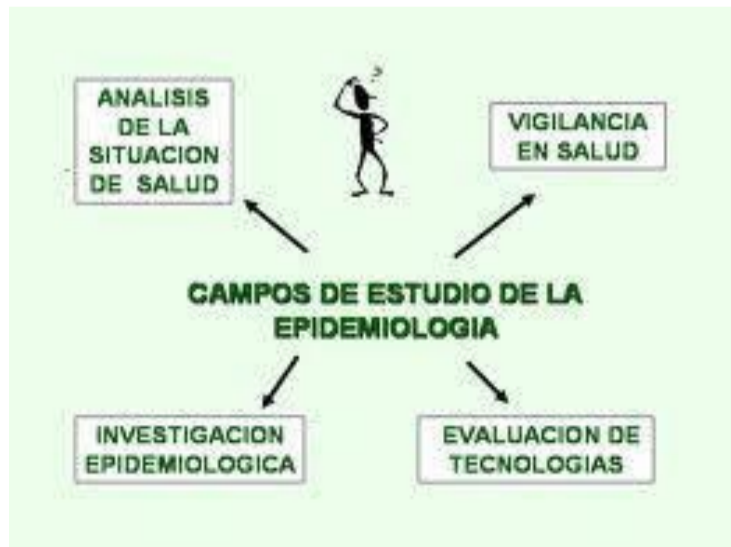 ANALISIS
DE LA
SITUACION
DE SALUD
?
VIGILANCIA
EN SALUD
CAMPOS DE ESTUDIO DE LA
EPIDEMIOLOGIA
INVESTIGACION
EPIDEMIOLOGICA
EVALUACION DE
TECNOLOGIAS